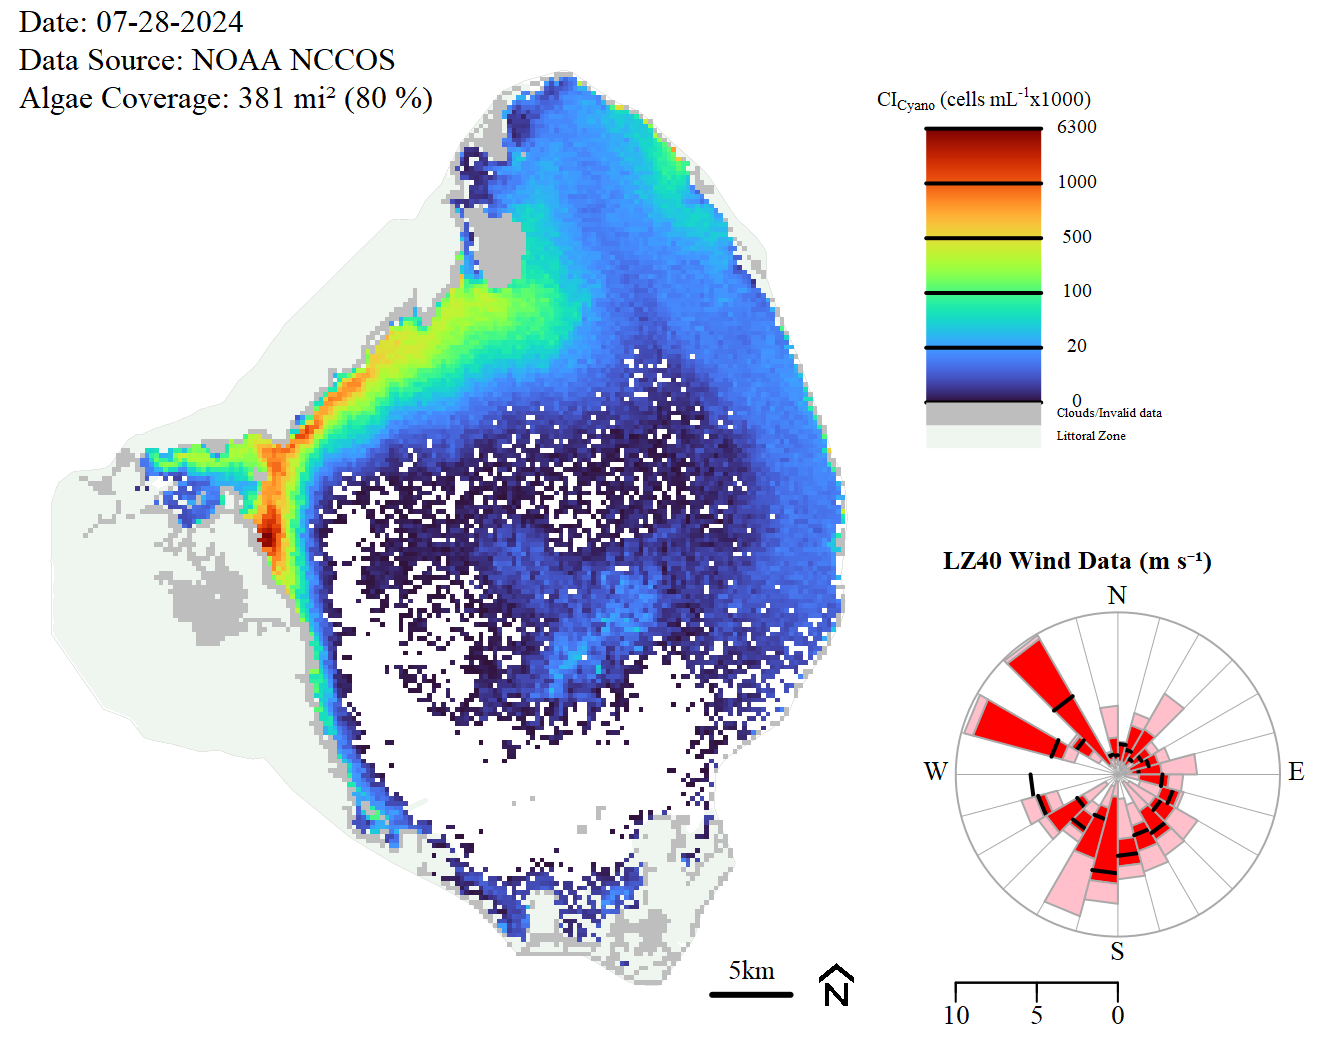 Date: 07-28-2024
Data Source: NOAA NCCOS
Algae Coverage: 381 mi² (80 %)
CICyano (cells mL-1x1000)
6300
1000
500
100
20
0
Clouds/Invalid data
Littoral Zone
LZ40 Wind Data (m s⁻¹)
N
W
E
S
5km
N
10 5 0